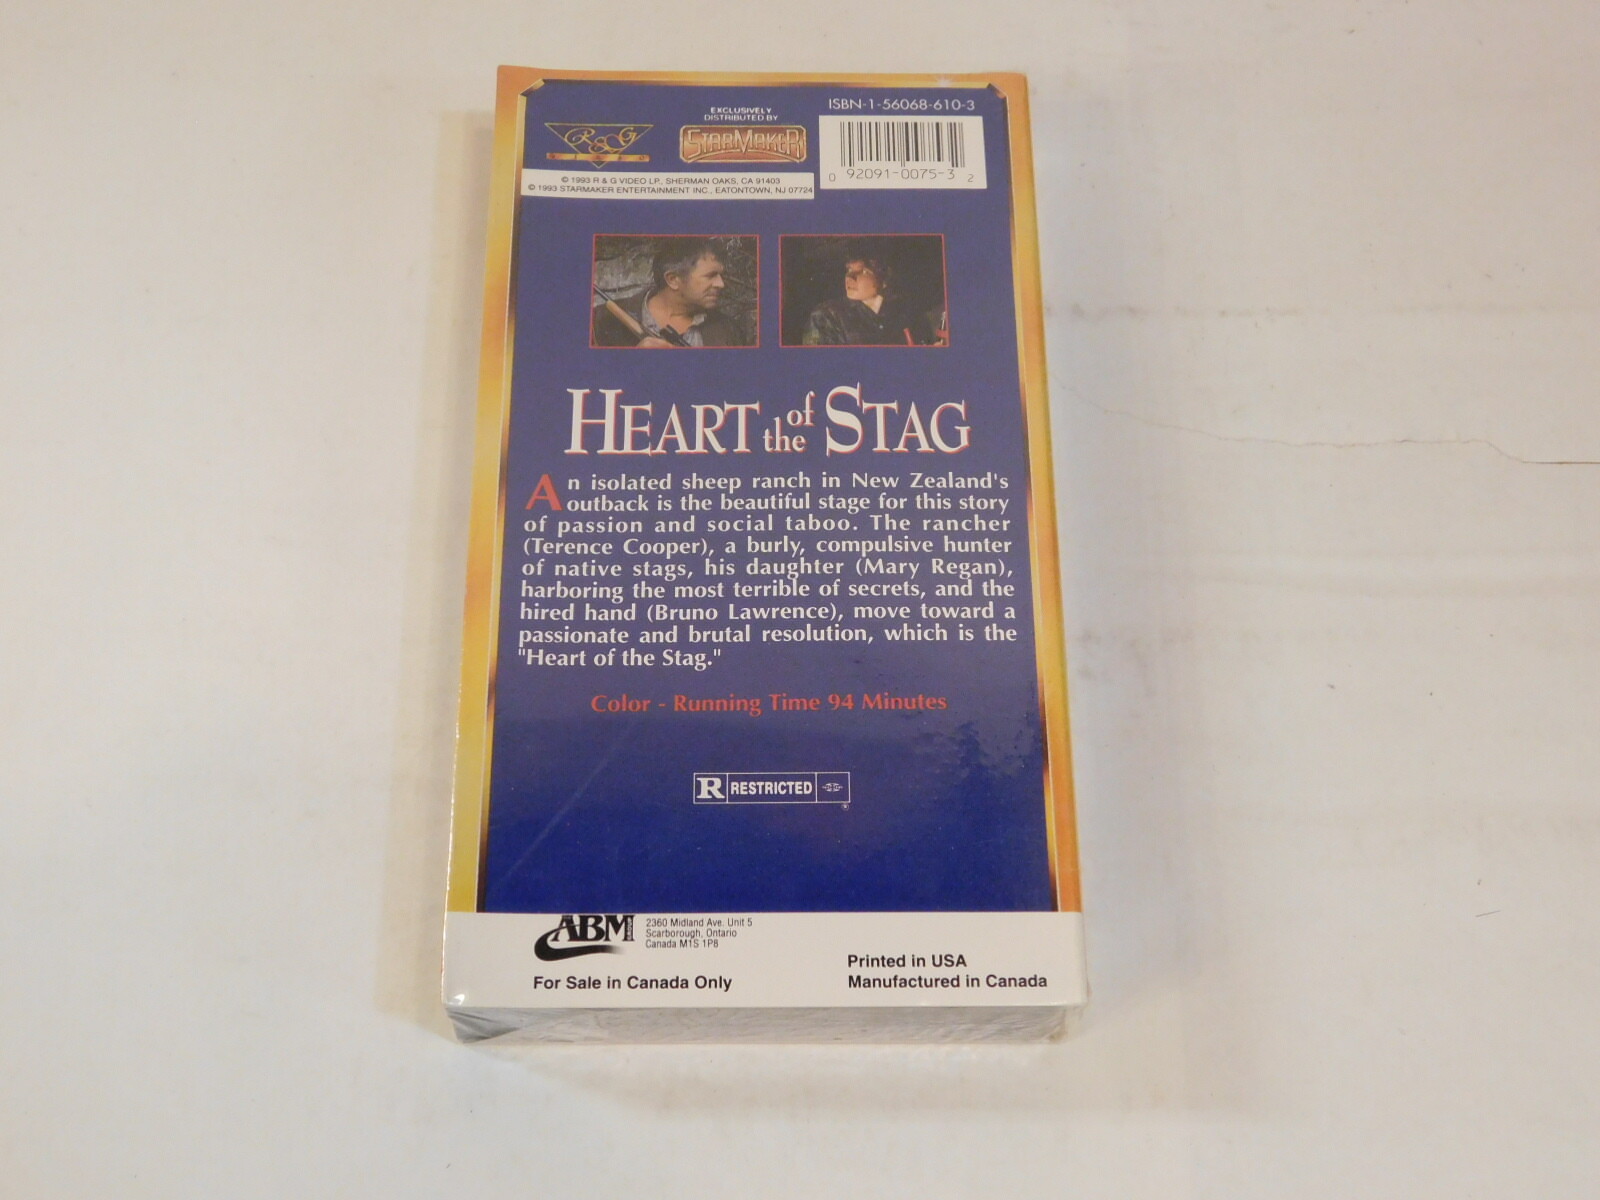 R&G
VIDEO
EXCLUSIVELY
DISTRIBUTED BY
STARMAKER
ISBN-1-56068-610-3
0 92091-0075-3 2
© 1993 R & G VIDEO LP., SHERMAN OAKS, CA 91403
© 1993 STARMAKER ENTERTAINMENT INC., EATONTOWN, NJ 07724
HEART of the STAG
An isolated sheep ranch in New Zealand's
outback is the beautiful stage for this story
of passion and social taboo. The rancher
(Terence Cooper), a burly, compulsive hunter
of native stags, his daughter (Mary Regan),
harboring the most terrible of secrets, and the
hired hand (Bruno Lawrence), move toward a
passionate and brutal resolution, which is the
"Heart of the Stag."
Color - Running Time 94 Minutes
R RESTRICTED
ABM
2360 Midland Ave. Unit 5
Scarborough, Ontario
Canada M1S 1P8
For Sale in Canada Only
Printed in USA
Manufactured in Canada